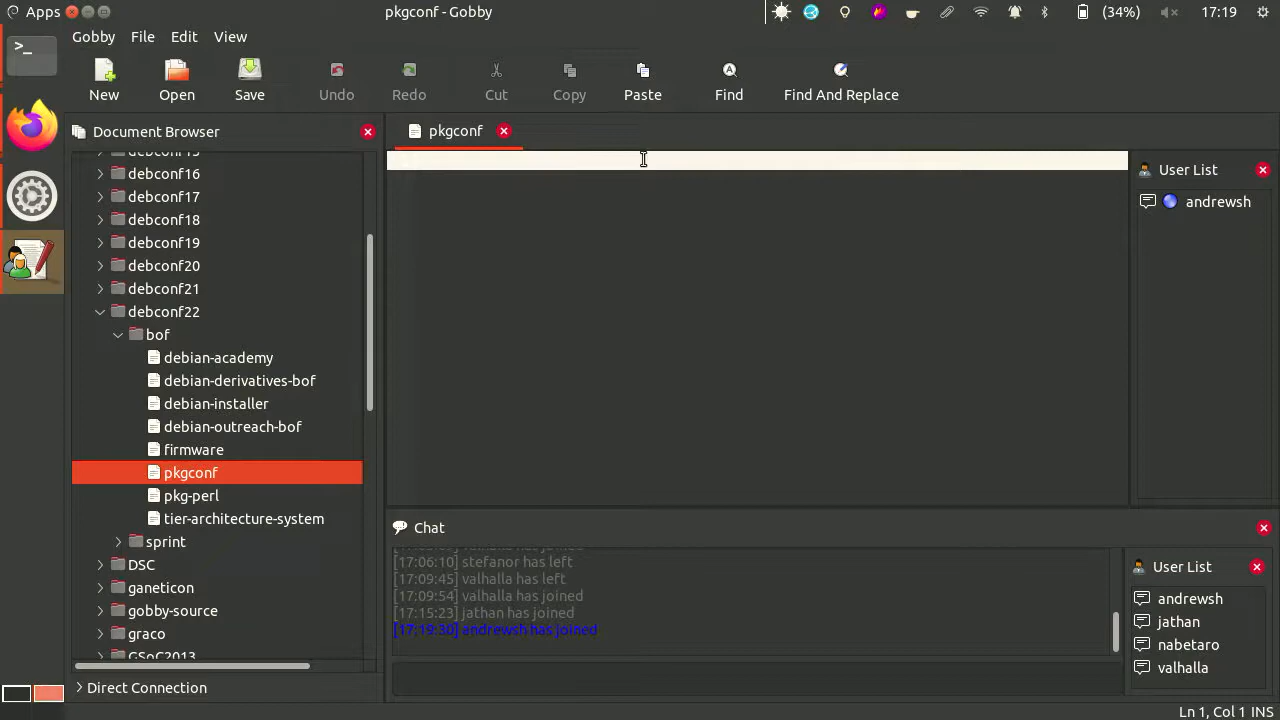 Apps
pkgconf - Gobby
(34%)
17:19
Gobby File Edit View
New Open Save Undo Redo Cut Copy Paste Find Find And Replace
Document Browser
pkgconf
User List
andrewsh
debconf15
debconf16
debconf17
debconf18
debconf19
debconf20
debconf21
debconf22
bof
debian-academy
debian-derivatives-bof
debian-installer
debian-outreach-bof
firmware
pkgconf
pkg-perl
tier-architecture-system
sprint
DSC
ganeticon
gobby-source
graco
GSoC2013
Direct Connection
Chat
valhalla has joined
[17:06:10] stefanor has left
[17:09:45] valhalla has left
[17:09:54] valhalla has joined
[17:15:23] jathan has joined
[17:19:30] andrewsh has joined
User List
andrewsh
jathan
nabetaro
valhalla
Ln 1, Col 1 INS